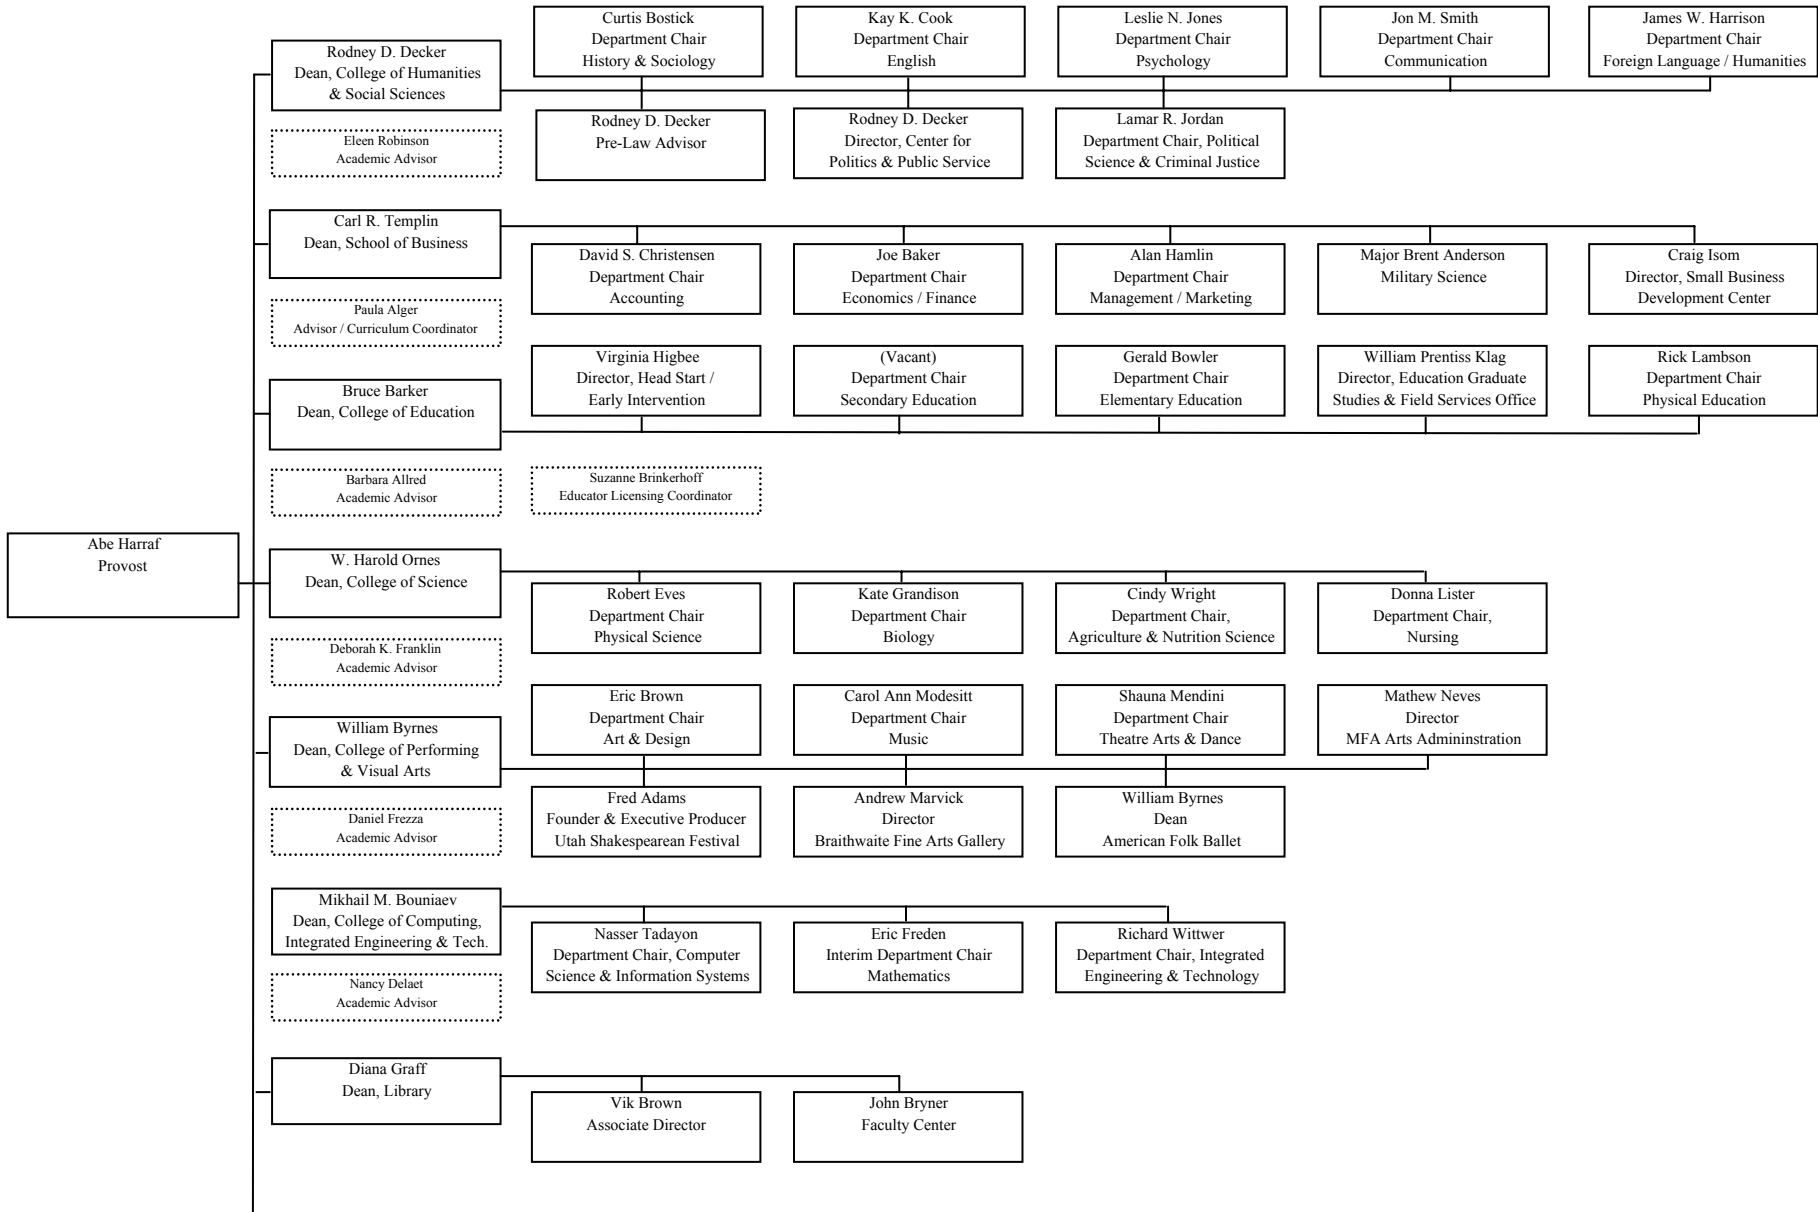 Curtis Bostick
Department Chair
History & Sociology
Kay K. Cook
Department Chair
English
Leslie N. Jones
Department Chair
Psychology
Jon M. Smith
Department Chair
Communication
James W. Harrison
Department Chair
Foreign Language / Humanities
Rodney D. Decker
Dean, College of Humanities
& Social Sciences
Rodney D. Decker
Pre-Law Advisor
Rodney D. Decker
Director, Center for
Politics & Public Service
Lamar R. Jordan
Department Chair, Political
Science & Criminal Justice
Eleen Robinson
Academic Advisor
Carl R. Templin
Dean, School of Business
David S. Christensen
Department Chair
Accounting
Joe Baker
Department Chair
Economics / Finance
Alan Hamlin
Department Chair
Management / Marketing
Major Brent Anderson
Military Science
Craig Isom
Director, Small Business
Development Center
Paula Alger
Advisor / Curriculum Coordinator
Virginia Higbee
Director, Head Start /
Early Intervention
(Vacant)
Department Chair
Secondary Education
Gerald Bowler
Department Chair
Elementary Education
William Prentiss Klag
Director, Education Graduate
Studies & Field Services Office
Rick Lambson
Department Chair
Physical Education
Bruce Barker
Dean, College of Education
Barbara Allred
Academic Advisor
Suzanne Brinkerhoff
Educator Licensing Coordinator
Abe Harraf
Provost
W. Harold Ornes
Dean, College of Science
Robert Eves
Department Chair
Physical Science
Kate Grandison
Department Chair
Biology
Cindy Wright
Department Chair,
Agriculture & Nutrition Science
Donna Lister
Department Chair,
Nursing
Deborah K. Franklin
Academic Advisor
Eric Brown
Department Chair
Art & Design
Carol Ann Modesitt
Department Chair
Music
Shauna Mendini
Department Chair
Theatre Arts & Dance
Mathew Neves
Director
MFA Arts Admininstration
William Byrnes
Dean, College of Performing
& Visual Arts
Fred Adams
Founder & Executive Producer
Utah Shakespearean Festival
Andrew Marvick
Director
Braithwaite Fine Arts Gallery
William Byrnes
Dean
American Folk Ballet
Daniel Frezza
Academic Advisor
Mikhail M. Bouniaev
Dean, College of Computing,
Integrated Engineering & Tech.
Nasser Tadayon
Department Chair, Computer
Science & Information Systems
Eric Freden
Interim Department Chair
Mathematics
Richard Wittwer
Department Chair, Integrated
Engineering & Technology
Nancy Delaet
Academic Advisor
Diana Graff
Dean, Library
Vik Brown
Associate Director
John Bryner
Faculty Center